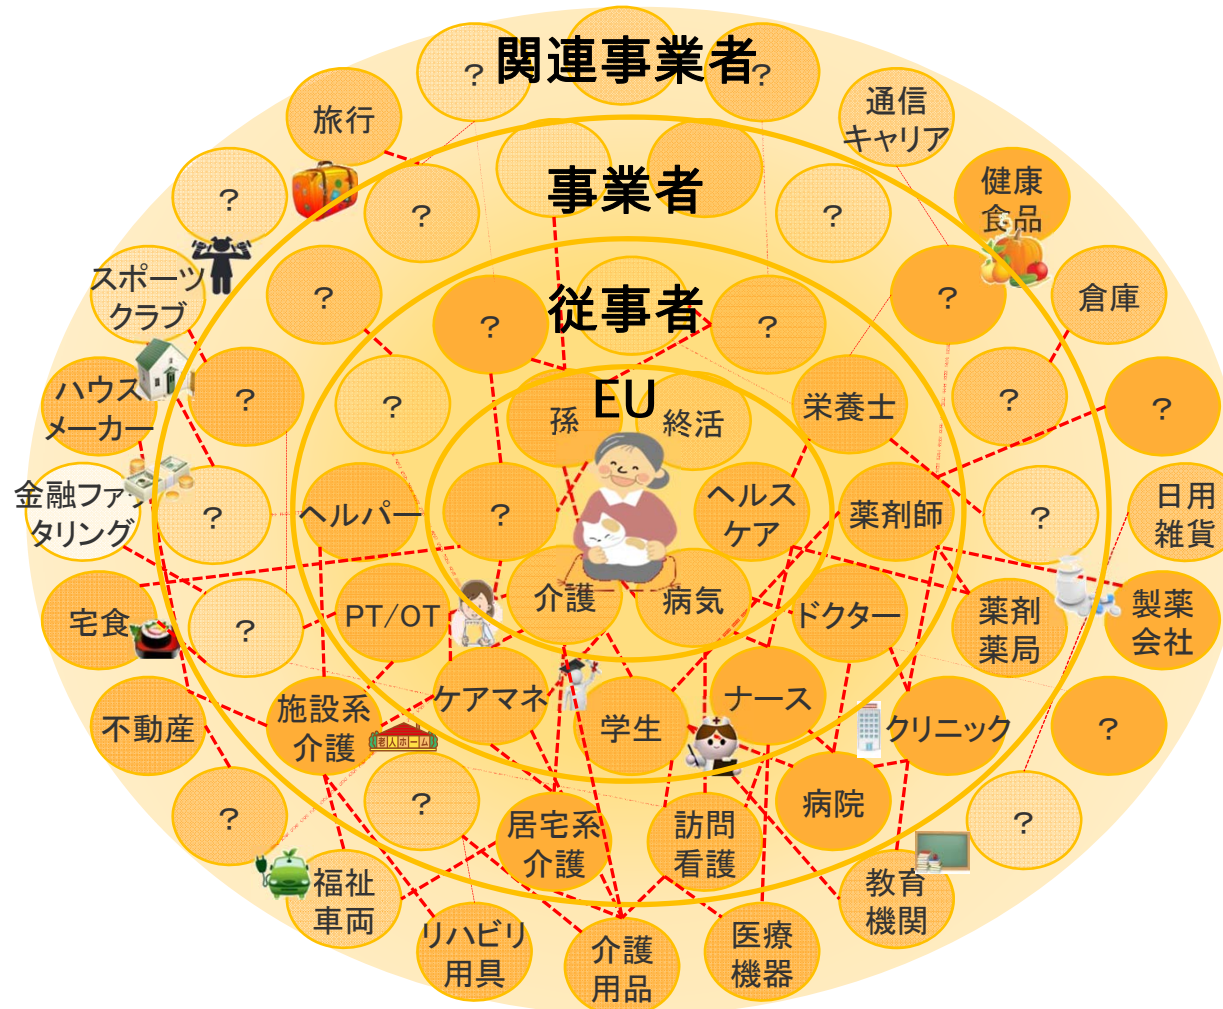 関連事業者
?
?
旅行
通信
キャリア
?
事業者
健康
食品
?
?
スポーツ
クラブ
?
従事者
?
倉庫
?
?
ハウス
メーカー
?
?
EU
孫
終活
栄養士
?
?
金融ファク
タリング
?
ヘルパー
?
ヘルス
ケア
薬剤師
?
日用
雑貨
宅食
?
PT/OT
介護
病気
ドクター
薬剤
薬局
製薬
会社
不動産
施設系
介護
老人ホーム
ケアマネ
学生
ナース
クリニック
?
?
?
居宅系
介護
訪問
看護
病院
?
福祉
車両
リハビリ
用具
介護
用品
医療
機器
教育
機関